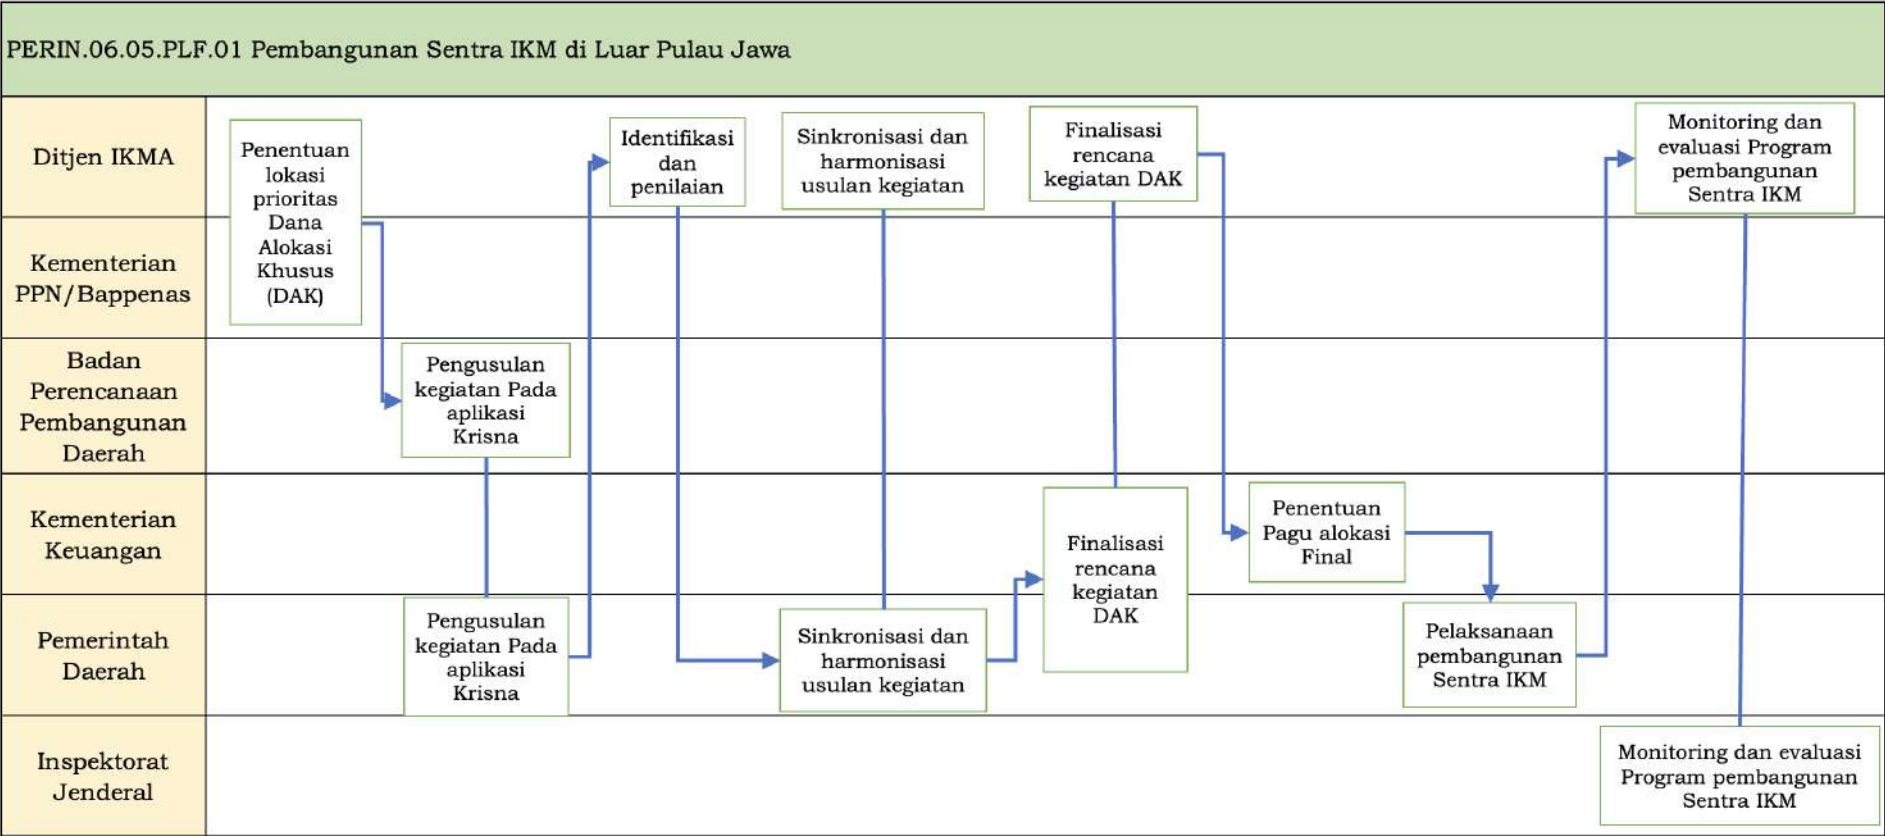 PERIN.06.05.PLF.01 Pembangunan Sentra IKM di Luar Pulau Jawa
Ditjen IKMA
Penentuan
lokasi
prioritas
Dana
Alokasi
Khusus
(DAK)
Identifikasi
dan
penilaian
Sinkronisasi dan
harmonisasi
usulan kegiatan
Finalisasi
rencana
kegiatan DAK
Monitoring dan
evaluasi Program
pembangunan
Sentra IKM
Kementerian
PPN/Bappenas
Badan
Perencanaan
Pembangunan
Daerah
Pengusulan
kegiatan Pada
aplikasi
Krisna
Kementerian
Keuangan
Finalisasi
rencana
kegiatan
DAK
Penentuan
Pagu alokasi
Final
Pemerintah
Daerah
Pengusulan
kegiatan Pada
aplikasi
Krisna
Sinkronisasi dan
harmonisasi
usulan kegiatan
Pelaksanaan
pembangunan
Sentra IKM
Inspektorat
Jenderal
Monitoring dan evaluasi
Program pembangunan
Sentra IKM